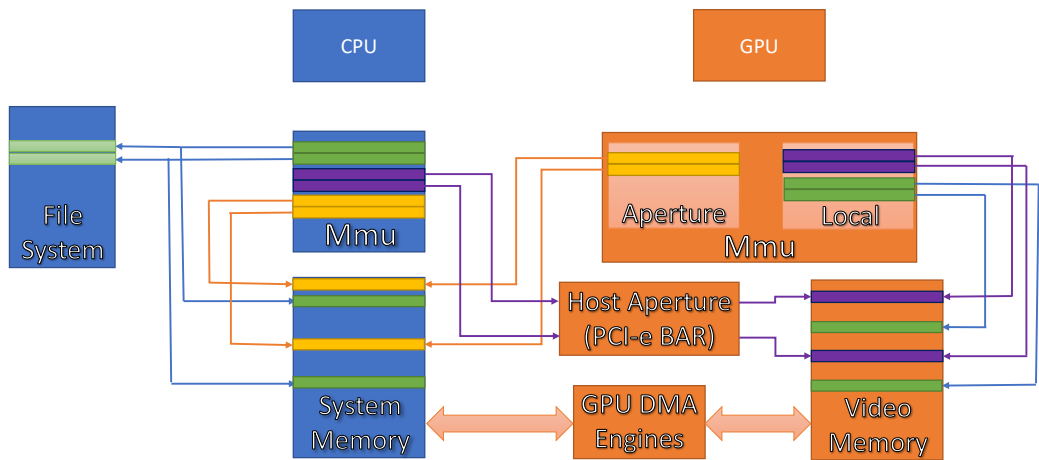 CPU
GPU
File
System
Mmu
Aperture
Local
Mmu
Host Aperture
(PCI-e BAR)
System
Memory
GPU DMA
Engines
Video
Memory